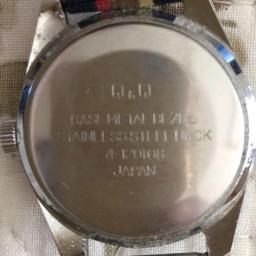 Q&Q
BASE METAL BEZEL
STAINLESS STEEL BACK
JAPAN